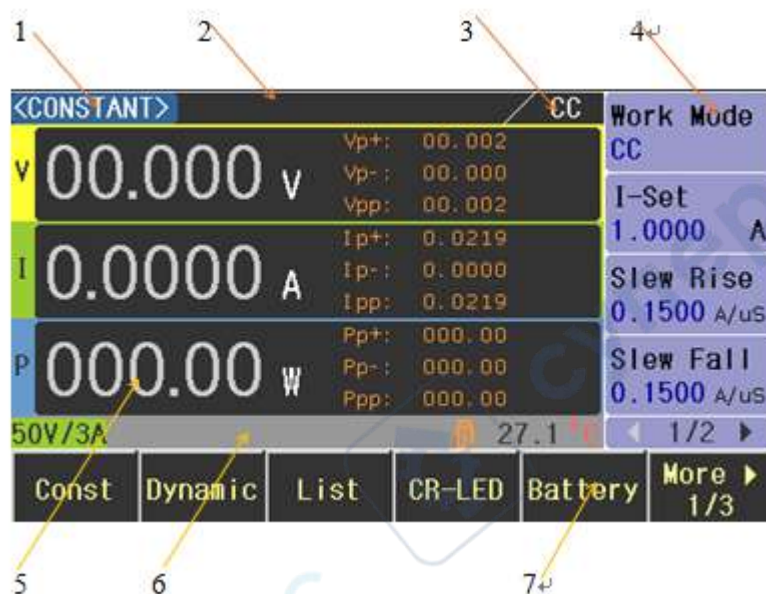 1 2 3 4↵
<CONSTANT> CC
V 00.000 V
Vp+: 00.002
Vp-: 00.000
Vpp: 00.002
I 0.0000 A
Ip+: 0.0219
Ip-: 0.0000
Ipp: 0.0219
P 000.00 W
Pp+: 000.00
Pp-: 000.00
Ppp: 000.00
50V/3A 27.1 °C
Work Mode
CC
I-Set
1.0000 A
Slew Rise
0.1500 A/uS
Slew Fall
0.1500 A/uS
1/2
Const Dynamic List CR-LED Battery More
1/3
5 6 7↵